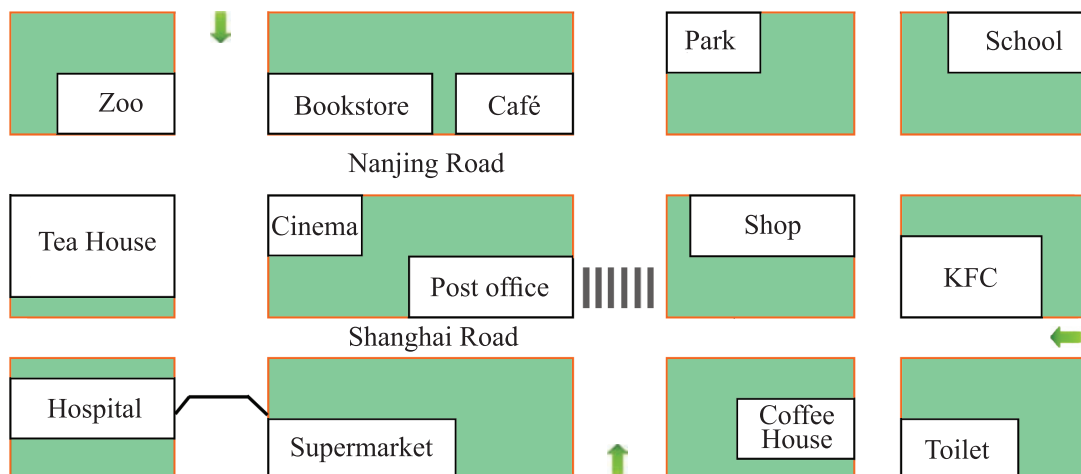 Park
School
Zoo
Bookstore
Café
Nanjing Road
Tea House
Cinema
Shop
Post office
KFC
Shanghai Road
Hospital
Supermarket
Coffee
House
Toilet